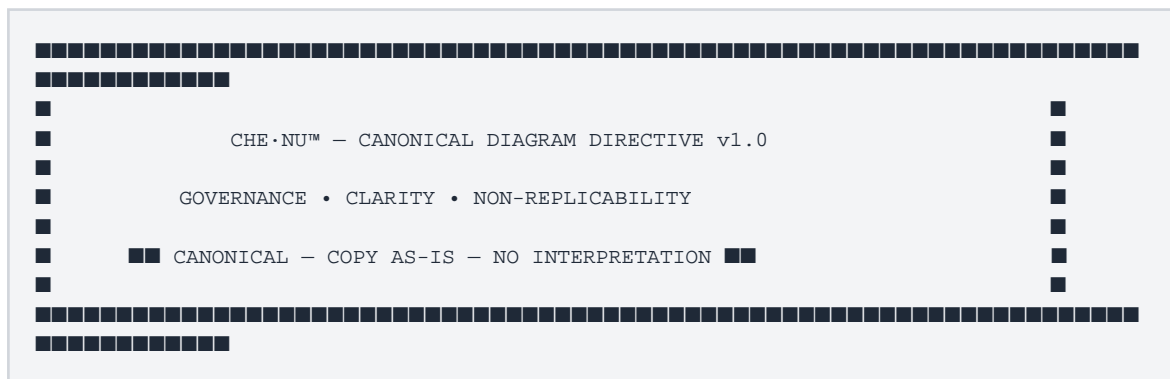 CHE·NU™ — CANONICAL DIAGRAM DIRECTIVE v1.0
GOVERNANCE • CLARITY • NON-REPLICABILITY
■■ CANONICAL — COPY AS-IS — NO INTERPRETATION ■■